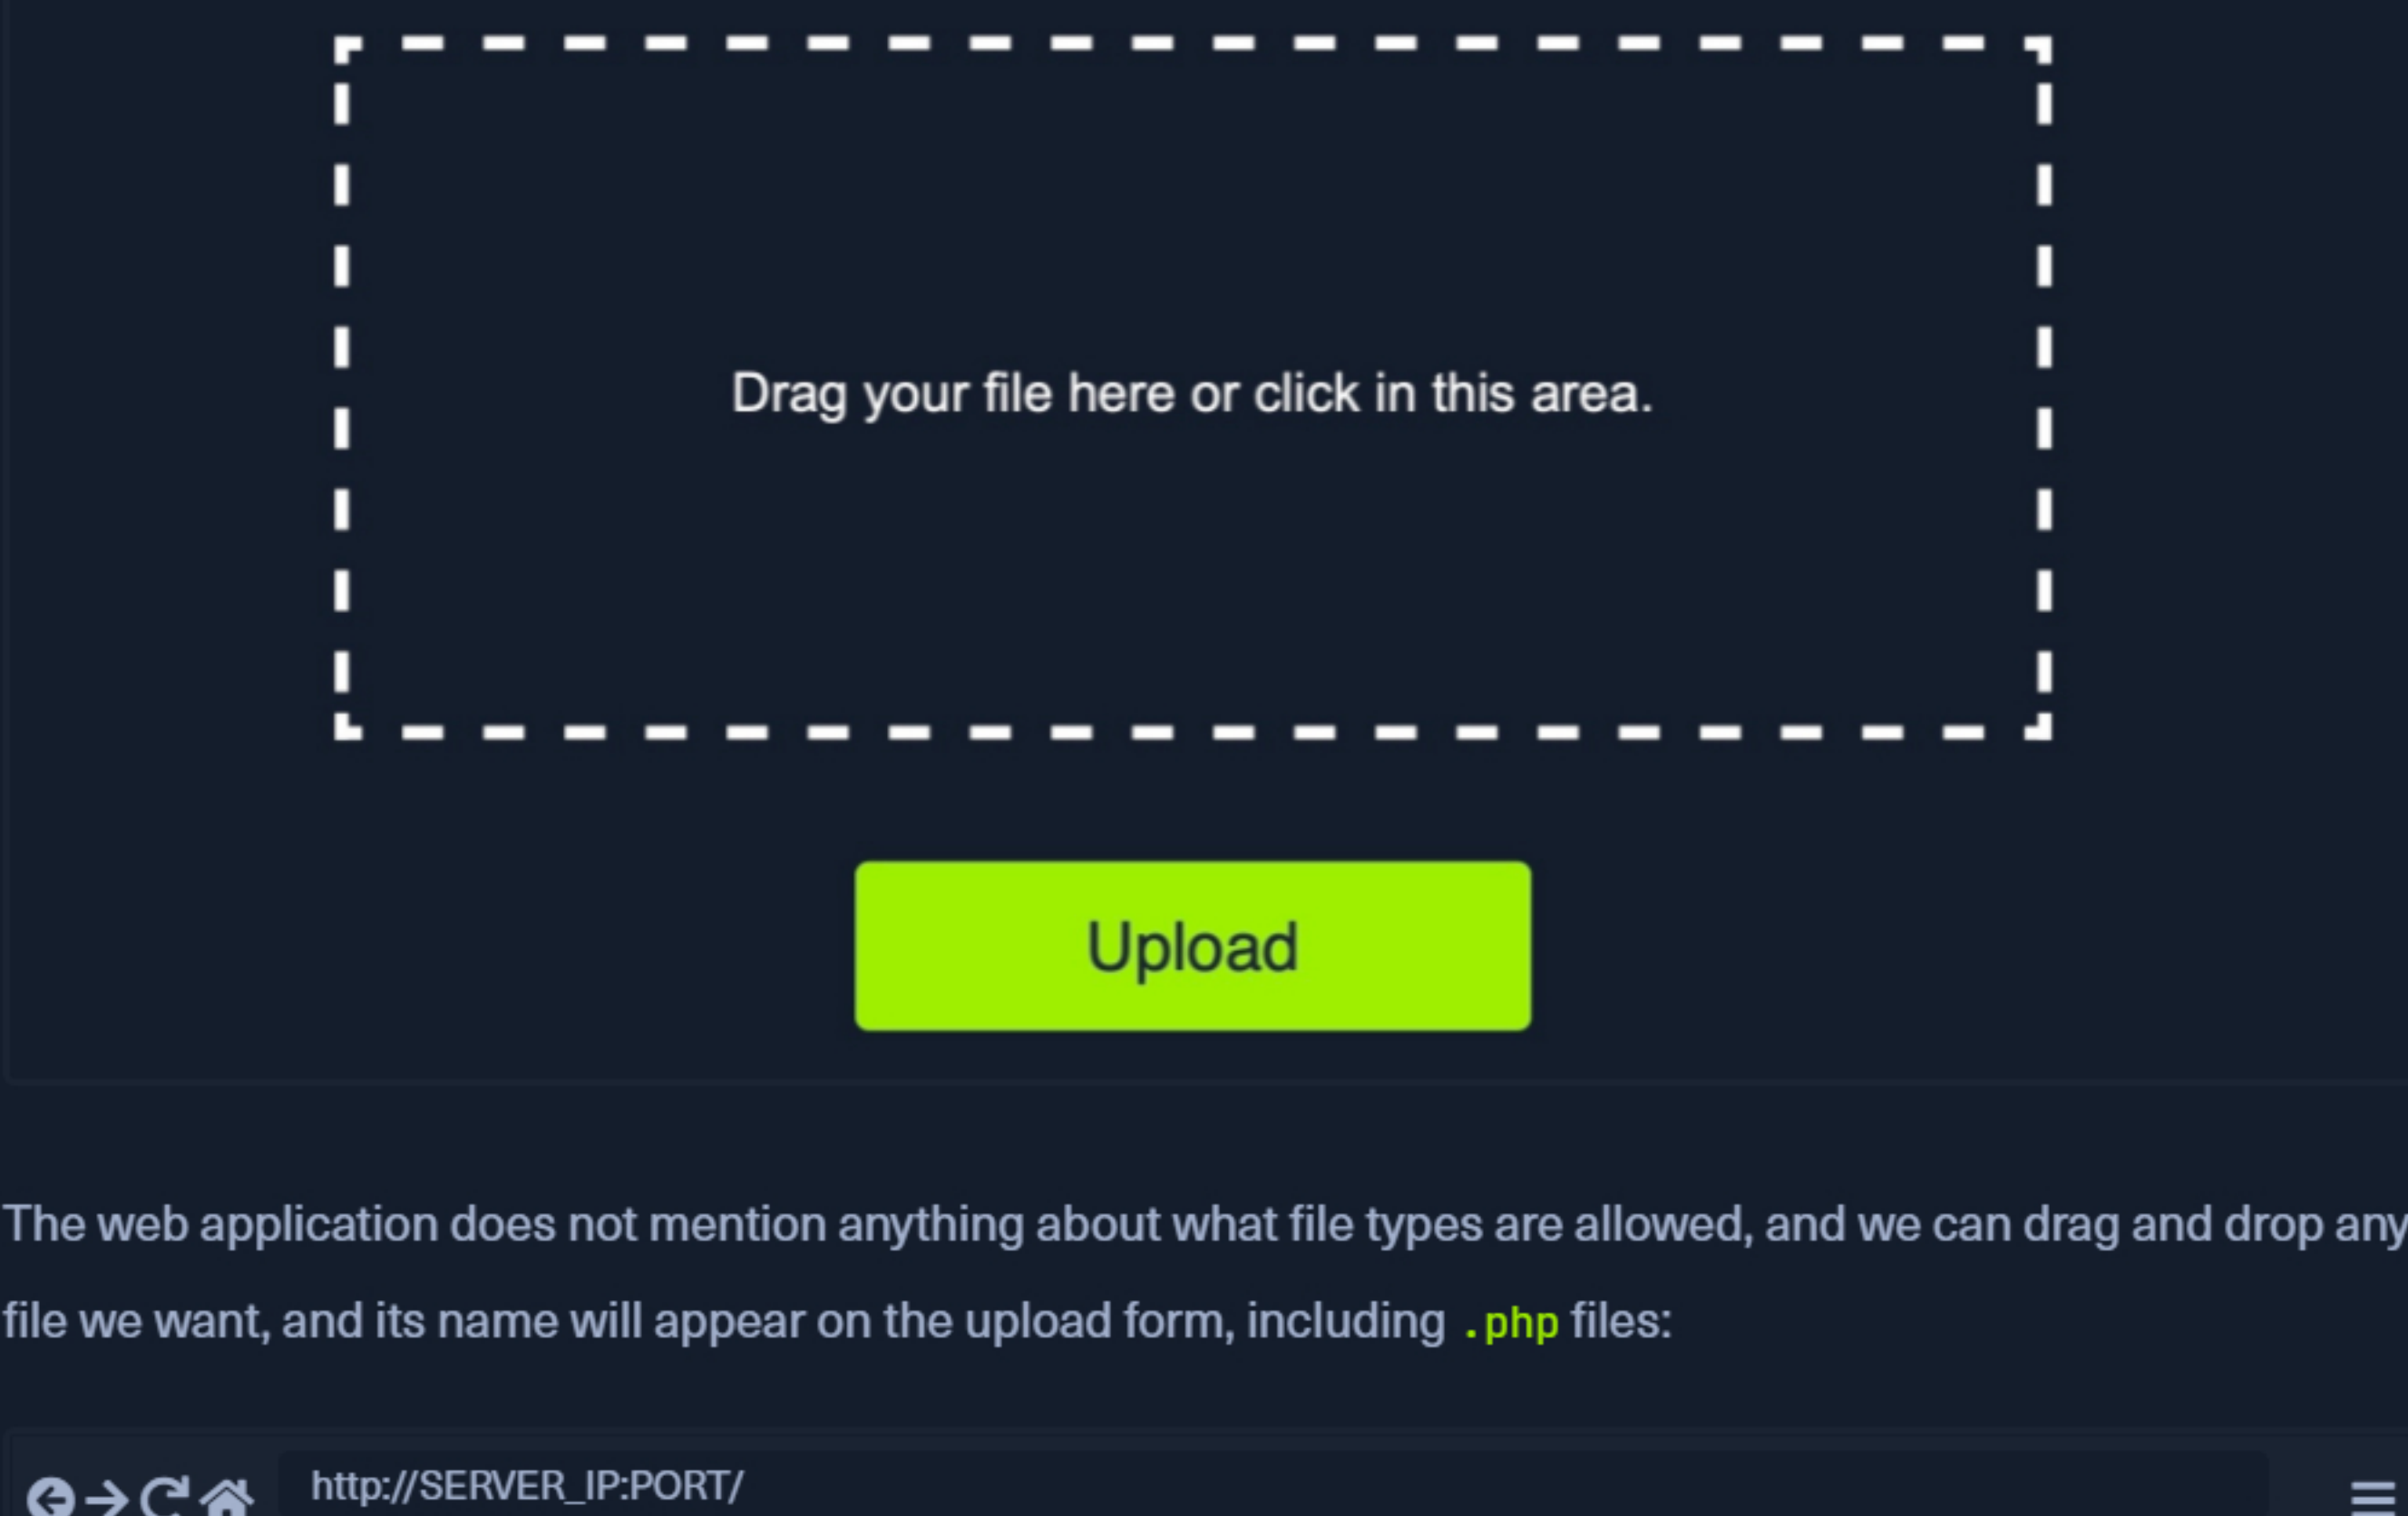 Drag your file here or click in this area.
Upload
The web application does not mention anything about what file types are allowed, and we can drag and drop any
file we want, and its name will appear on the upload form, including .php files:
http://SERVER_IP:PORT/